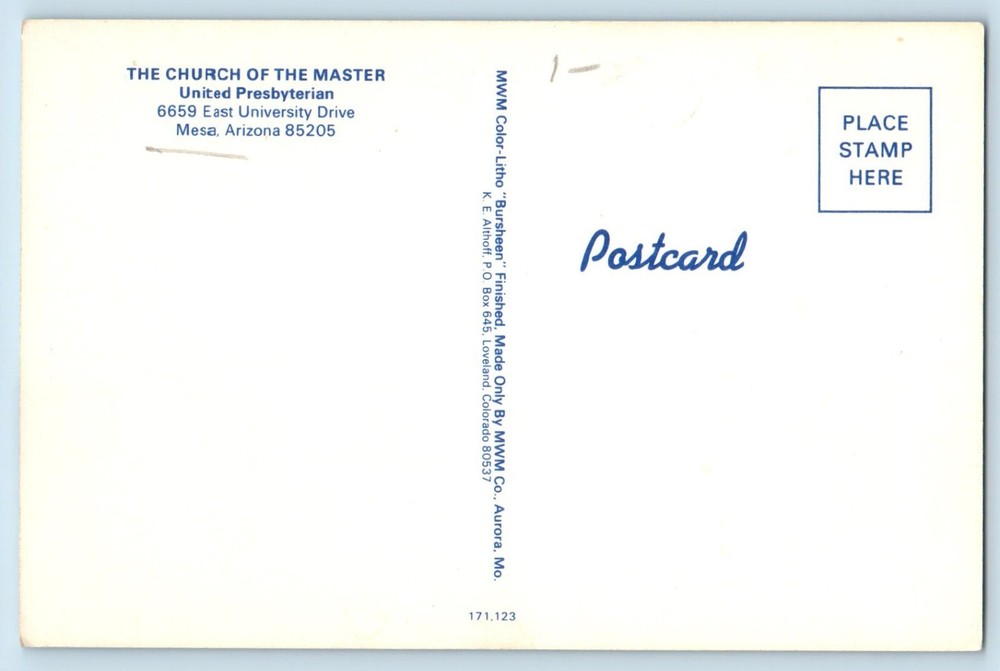 THE CHURCH OF THE MASTER
United Presbyterian
6659 East University Drive
Mesa, Arizona 85205
MWM Color-Litho "Bursheen" Finished, Made Only By MWM Co., Aurora, Mo.
K. E. Althoff, P.O. Box 645, Loveland, Colorado 80537
171,123
1-
PLACE
STAMP
HERE
Postcard